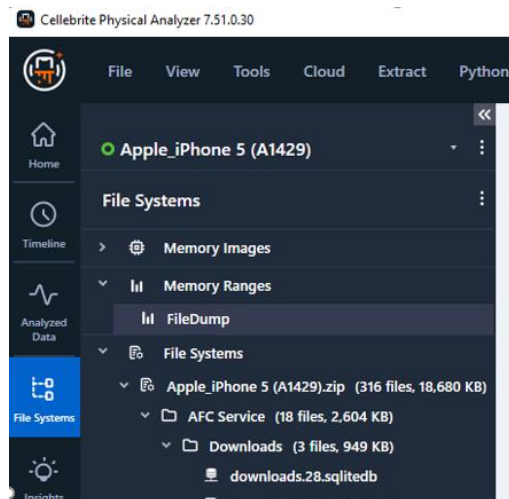 Cellebrite Physical Analyzer 7.51.0.30
File View Tools Cloud Extract Python
Home
Apple_iPhone 5 (A1429)
Timeline
File Systems
Memory Images
Analyzed
Data
Memory Ranges
FileDump
File Systems
File Systems
Apple_iPhone 5 (A1429).zip (316 files, 18,680 KB)
AFC Service (18 files, 2,604 KB)
Downloads (3 files, 949 KB)
downloads.28.sqlitedb
Insights